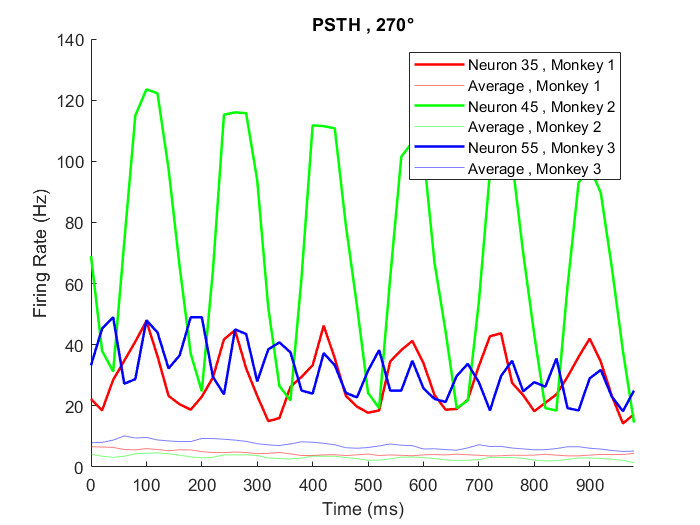 PSTH , 270°
140
120
100
80
60
40
20
0
Firing Rate (Hz)
Neuron 35 , Monkey 1
Average , Monkey 1
Neuron 45 , Monkey 2
Average , Monkey 2
Neuron 55 , Monkey 3
Average , Monkey 3
0 100 200 300 400 500 600 700 800 900
Time (ms)